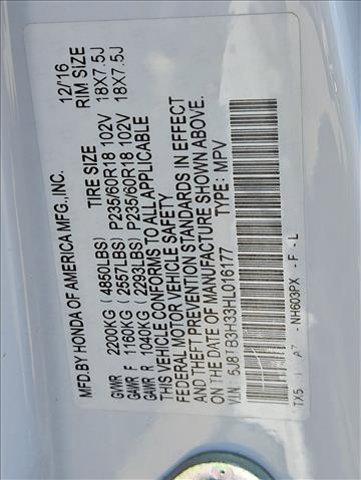 MFD.BY HONDA OF AMERICA MFG.,INC. 12/16
TIRE SIZE RIM SIZE
GVWR 2200KG (4850LBS)
GAWR F 1160KG (2557LBS) P235/60R18 102V 18X7.5J
GAWR R 1040KG (2293LBS) P235/60R18 102V 18X7.5J
THIS VEHICLE CONFORMS TO ALL APPLICABLE
FEDERAL MOTOR VEHICLE SAFETY
AND THEFT PREVENTION STANDARDS IN EFFECT
ON THE DATE OF MANUFACTURE SHOWN ABOVE.
V.I.N. 5J8TB3H33HL016177 TYPE: MPV
TX5 NH603PX - F - L